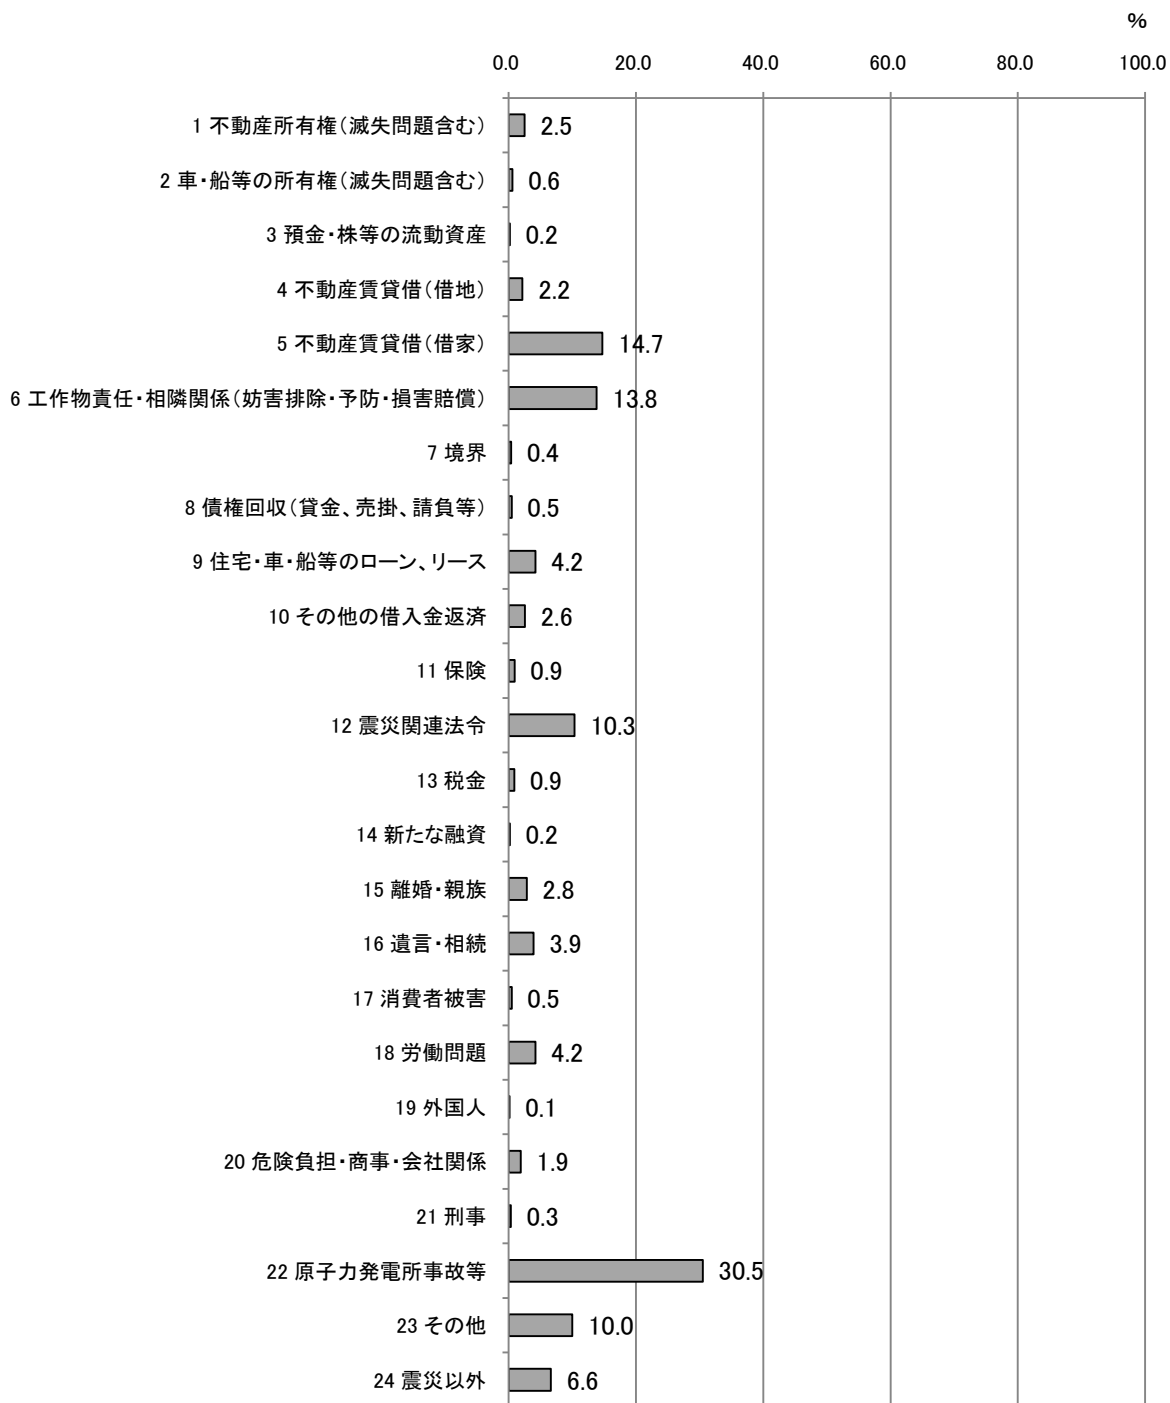 %
0.0 20.0 40.0 60.0 80.0 100.0
1 不動産所有権（滅失問題含む） 2.5
2 車・船等の所有権（滅失問題含む） 0.6
3 預金・株等の流動資産 0.2
4 不動産賃貸借（借地） 2.2
5 不動産賃貸借（借家） 14.7
6 工作物責任・相隣関係（妨害排除・予防・損害賠償） 13.8
7 境界 0.4
8 債権回収（貸金、売掛、請負等） 0.5
9 住宅・車・船等のローン、リース 4.2
10 その他の借入金返済 2.6
11 保険 0.9
12 震災関連法令 10.3
13 税金 0.9
14 新たな融資 0.2
15 離婚・親族 2.8
16 遺言・相続 3.9
17 消費者被害 0.5
18 労働問題 4.2
19 外国人 0.1
20 危険負担・商事・会社関係 1.9
21 刑事 0.3
22 原子力発電所事故等 30.5
23 その他 10.0
24 震災以外 6.6